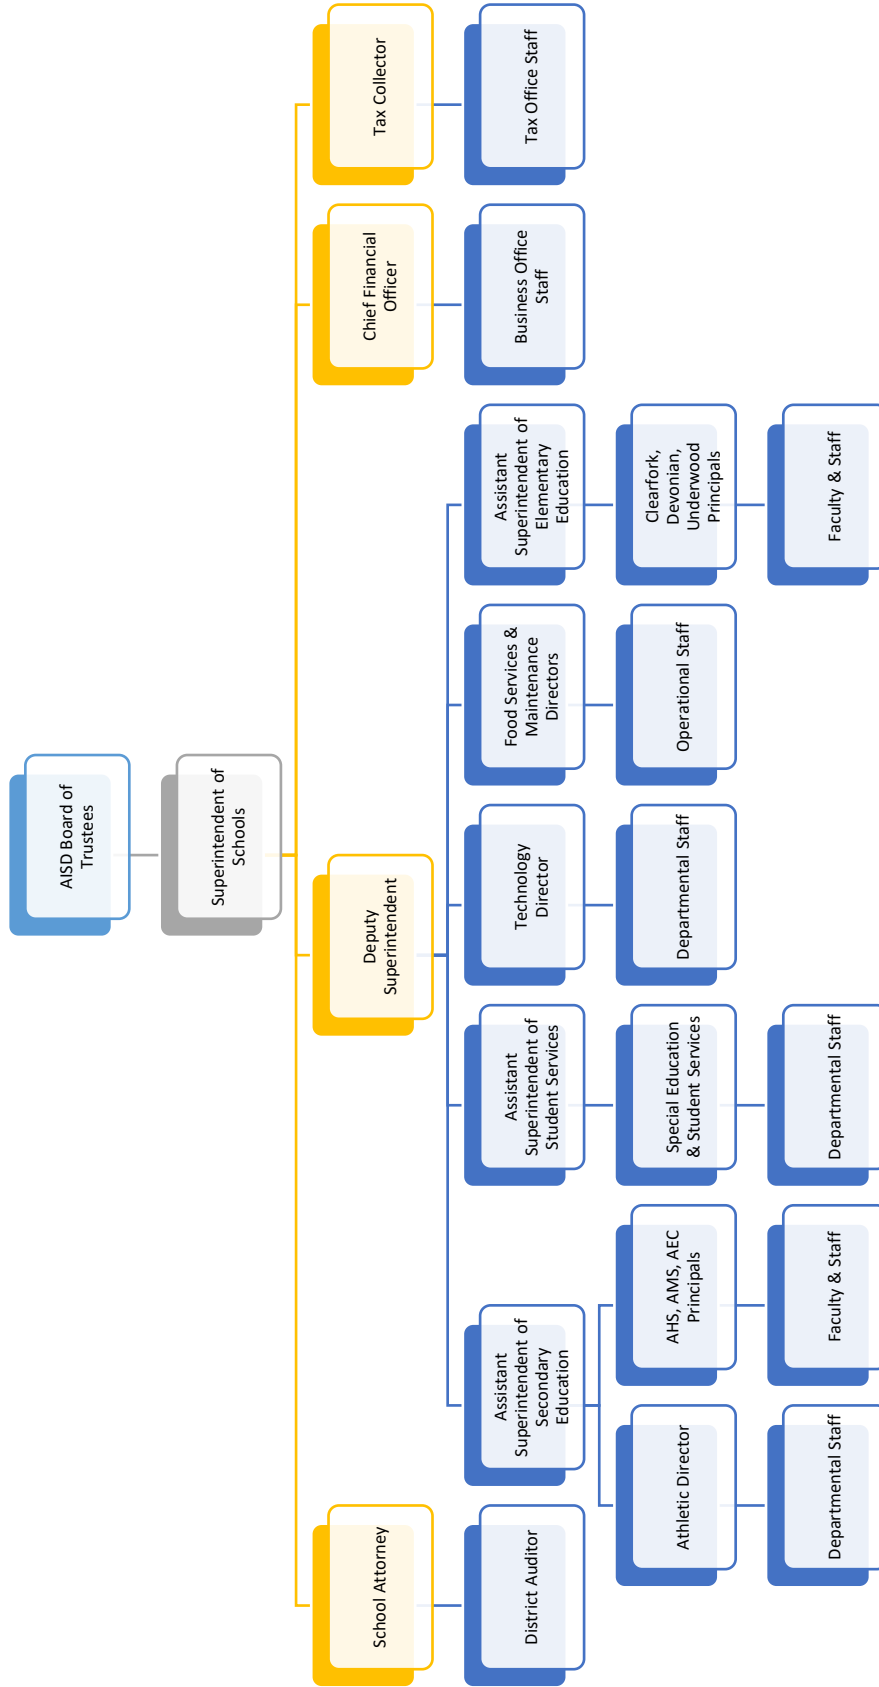 AISD Board of
Trustees
Superintendent of
Schools
School Attorney
Deputy
Superintendent
Chief Financial
Officer
Tax Collector
District Auditor
Assistant
Superintendent of
Secondary
Education
Assistant
Superintendent of
Student Services
Technology
Director
Food Services &
Maintenance
Directors
Assistant
Superintendent of
Elementary
Education
Business Office
Staff
Tax Office Staff
Athletic Director
AHS, AMS, AEC
Principals
Special Education
& Student Services
Departmental Staff
Operational Staff
Clearfork,
Devonian,
Underwood
Principals
Departmental Staff
Faculty & Staff
Departmental Staff
Faculty & Staff